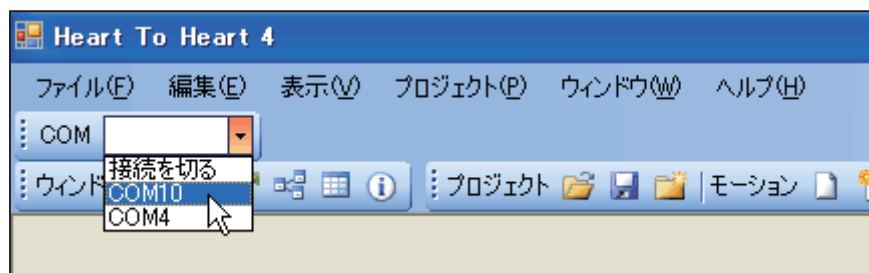 Heart To Heart 4
ファイル(F) 編集(E) 表示(V) プロジェクト(P) ウィンドウ(W) ヘルプ(H)
COM
接続を切る
ウィンド プロジェクト モーション
COM10
COM4